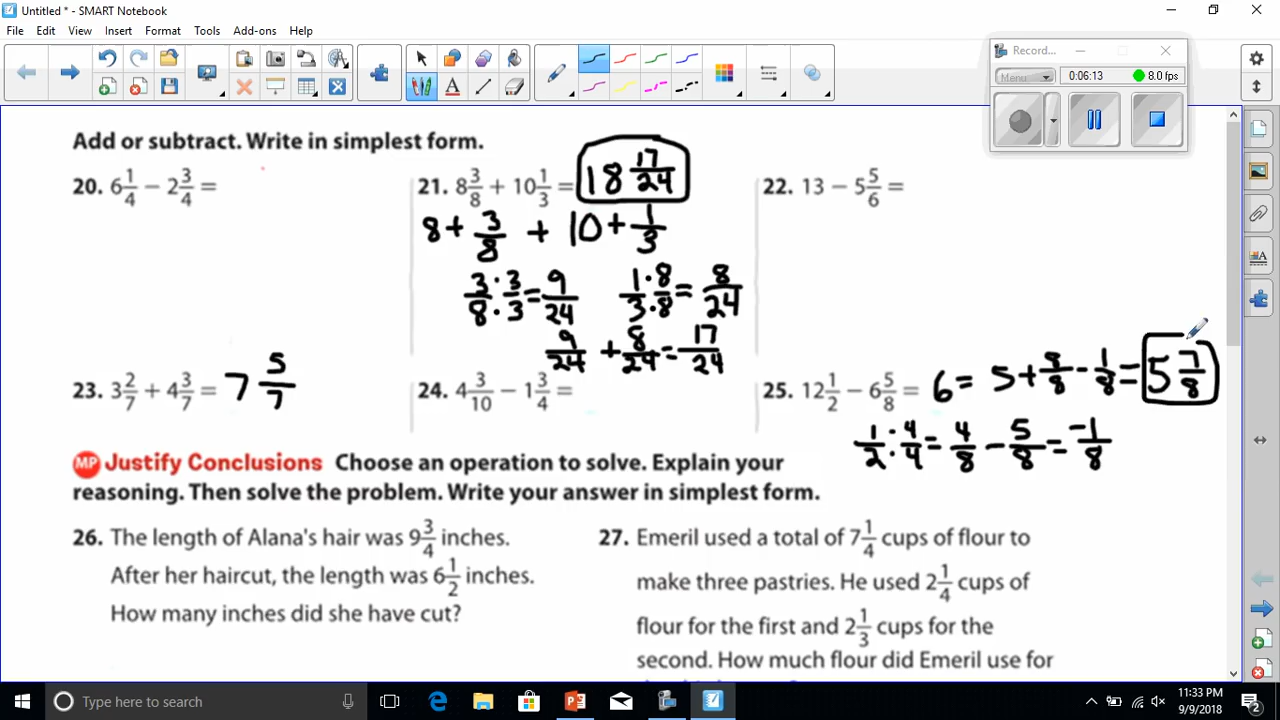 Untitled * - SMART Notebook
File Edit View Insert Format Tools Add-ons Help
Record...
Menu 0:06:13 8.0 fps
Add or subtract. Write in simplest form.
20. 6 1/4 − 2 3/4 =
21. 8 3/8 + 10 1/3 = 18 17/24
8 + 3/8 + 10 + 1/3
3/8 · 3/3 = 9/24 1/3 · 8/8 = 8/24
9/24 + 8/24 = 17/24
22. 13 − 5 5/6 =
23. 3 2/7 + 4 3/7 = 7 5/7
24. 4 3/10 − 1 3/4 =
25. 12 1/2 − 6 5/8 = 6 = 5 + 8/8 − 1/8 = 5 7/8
1/2 · 4/4 = 4/8 − 5/8 = −1/8
MP Justify Conclusions Choose an operation to solve. Explain your
reasoning. Then solve the problem. Write your answer in simplest form.
26. The length of Alana's hair was 9 3/4 inches.
After her haircut, the length was 6 1/2 inches.
How many inches did she have cut?
27. Emeril used a total of 7 1/4 cups of flour to
make three pastries. He used 2 1/4 cups of
flour for the first and 2 1/3 cups for the
second. How much flour did Emeril use for
Type here to search
11:33 PM
9/9/2018
2